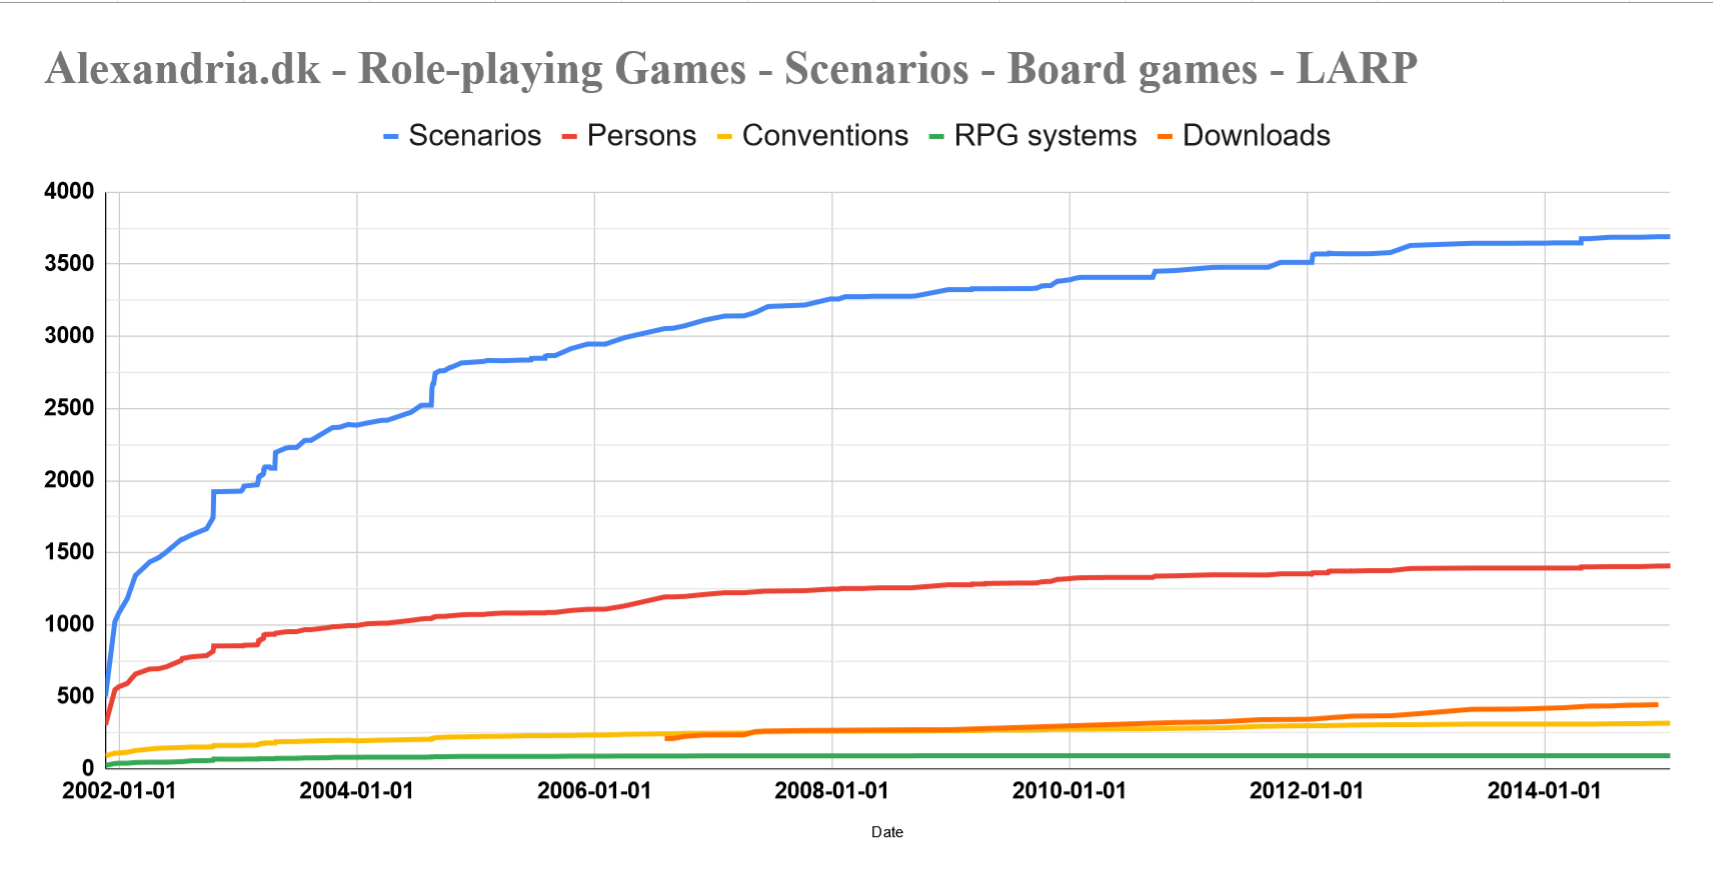 Alexandria.dk - Role-playing Games - Scenarios - Board games - LARP
Scenarios Persons Conventions RPG systems Downloads
4000
3500
3000
2500
2000
1500
1000
500
0
2002-01-01 2004-01-01 2006-01-01 2008-01-01 2010-01-01 2012-01-01 2014-01-01
Date